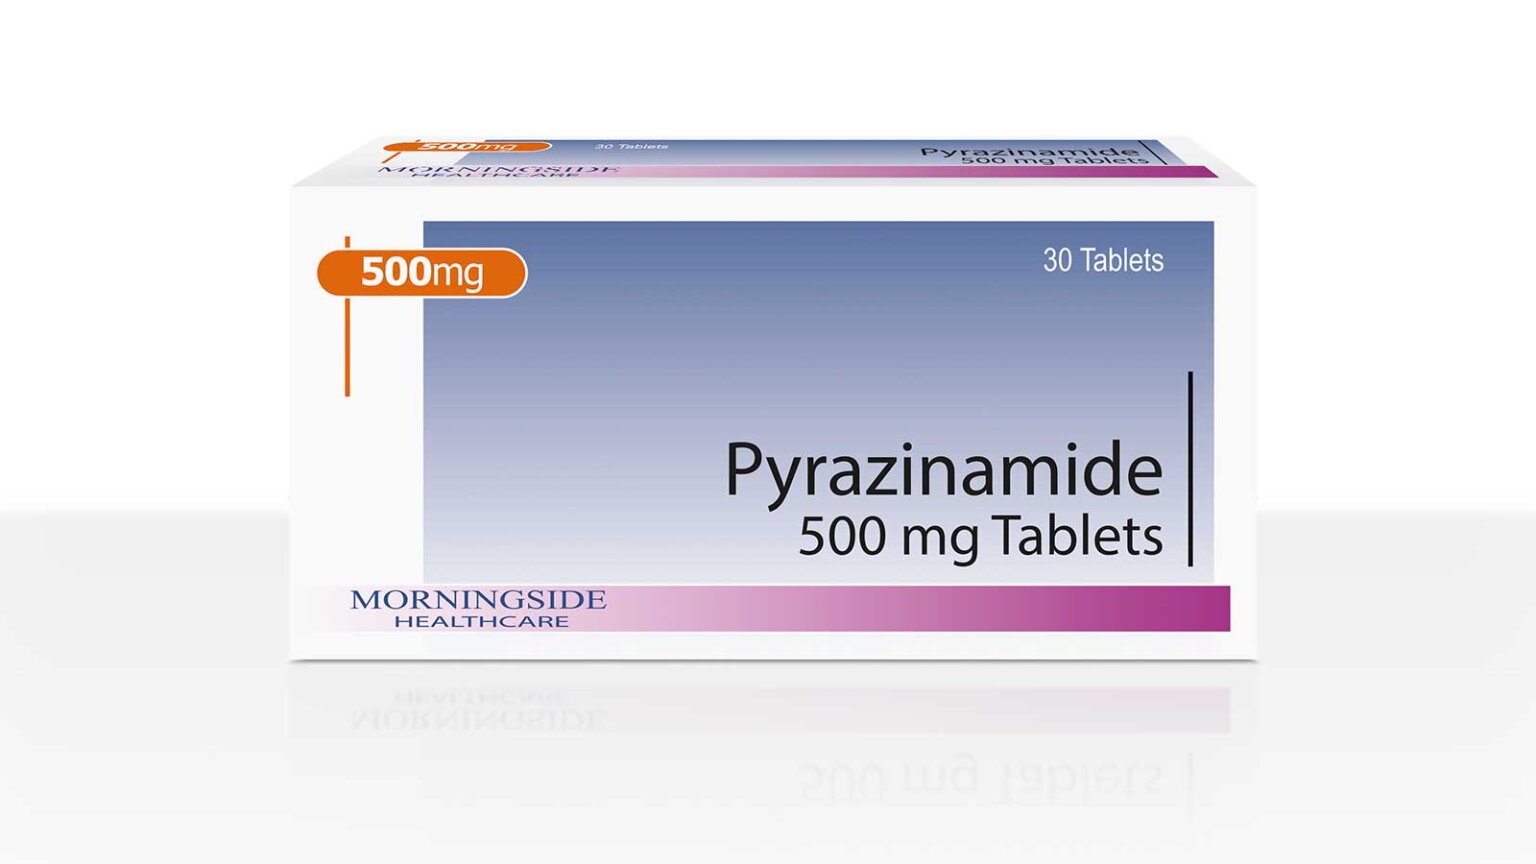 500mg
30 Tablets
Pyrazinamide
500 mg Tablets
MORNINGSIDE
HEALTHCARE
500mg
30 Tablets
Pyrazinamide
500 mg Tablets
MORNINGSIDE
HEALTHCARE